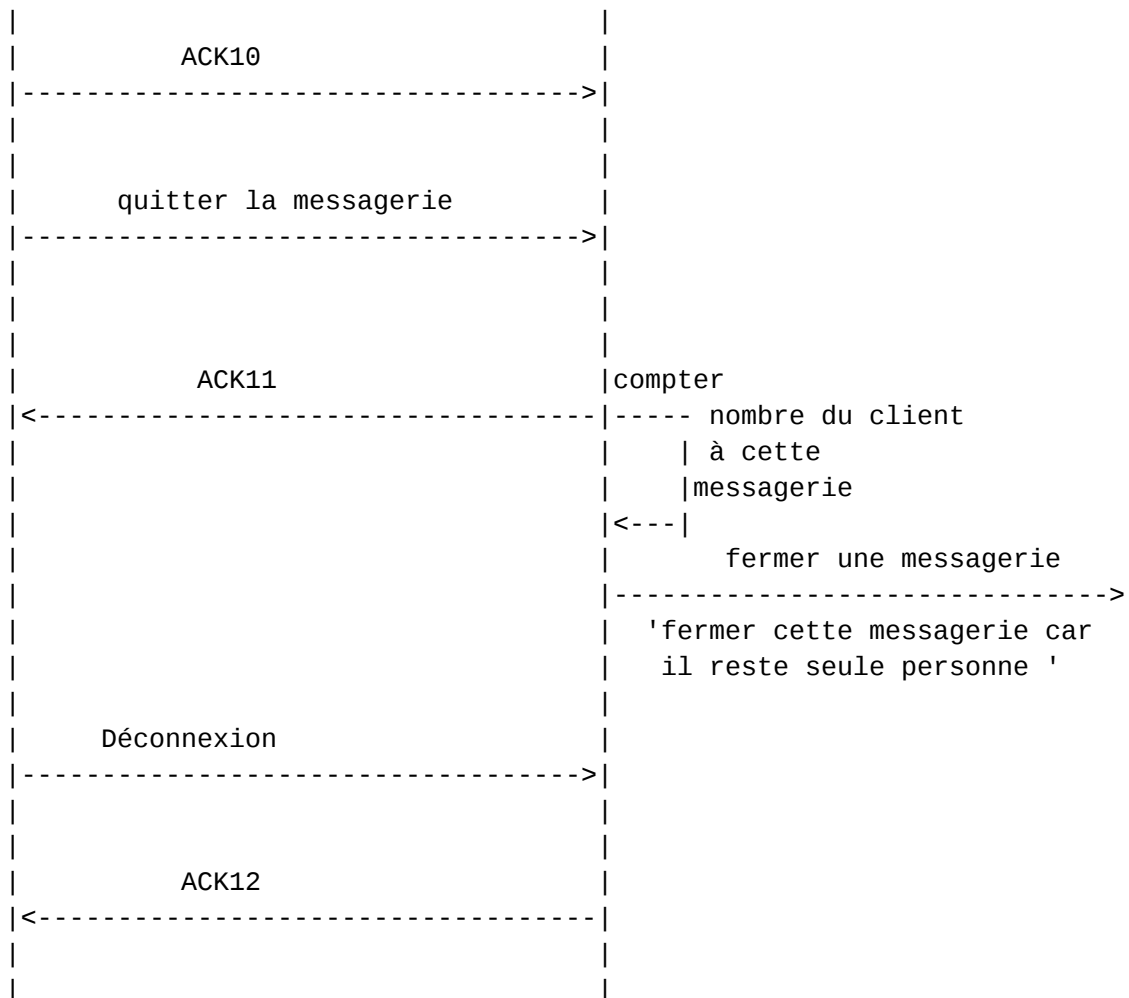 ACK10
quitter la messagerie
ACK11
compter
nombre du client
à cette
messagerie
fermer une messagerie
'fermer cette messagerie car
il reste seule personne '
Déconnexion
ACK12